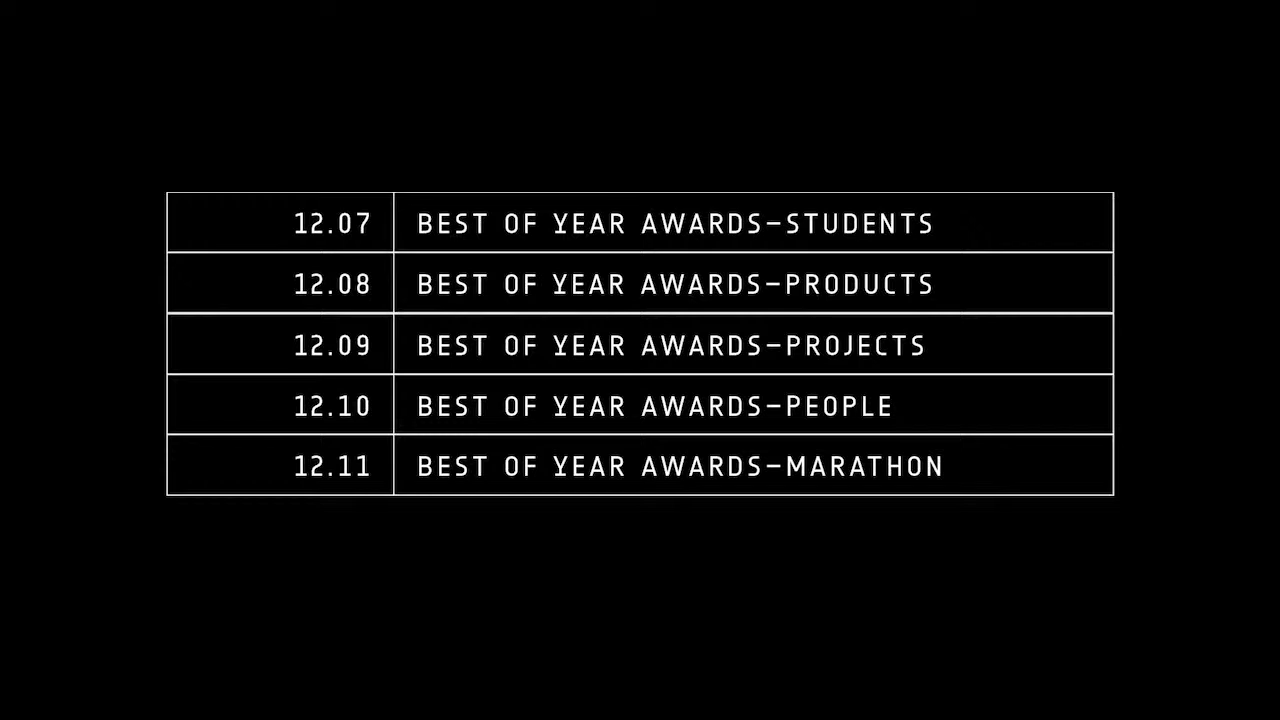 12.07 BEST OF YEAR AWARDS–STUDENTS
12.08 BEST OF YEAR AWARDS–PRODUCTS
12.09 BEST OF YEAR AWARDS–PROJECTS
12.10 BEST OF YEAR AWARDS–PEOPLE
12.11 BEST OF YEAR AWARDS–MARATHON